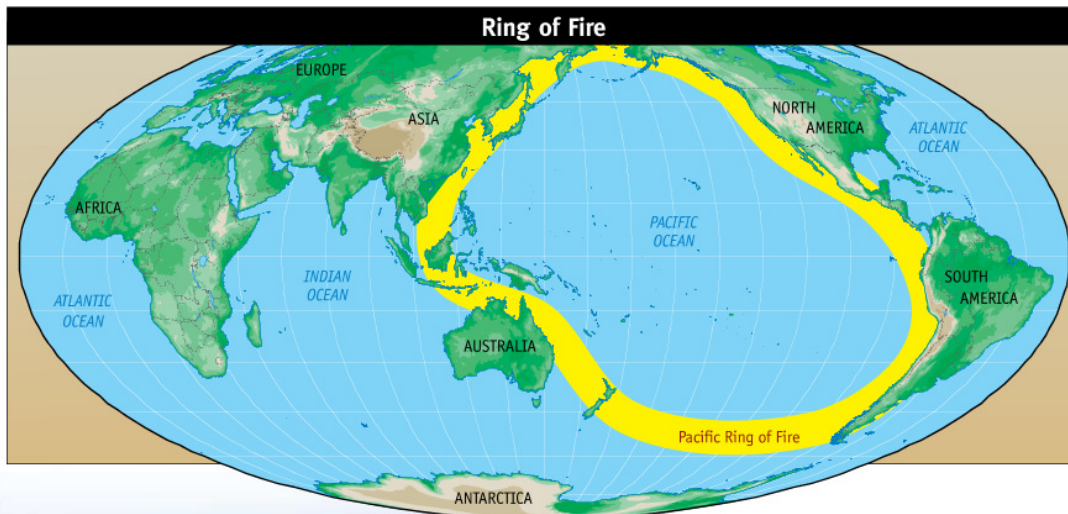 Ring of Fire
EUROPE
ASIA
NORTH
AMERICA
ATLANTIC
OCEAN
AFRICA
PACIFIC
OCEAN
INDIAN
OCEAN
SOUTH
AMERICA
ATLANTIC
OCEAN
AUSTRALIA
Pacific Ring of Fire
ANTARCTICA